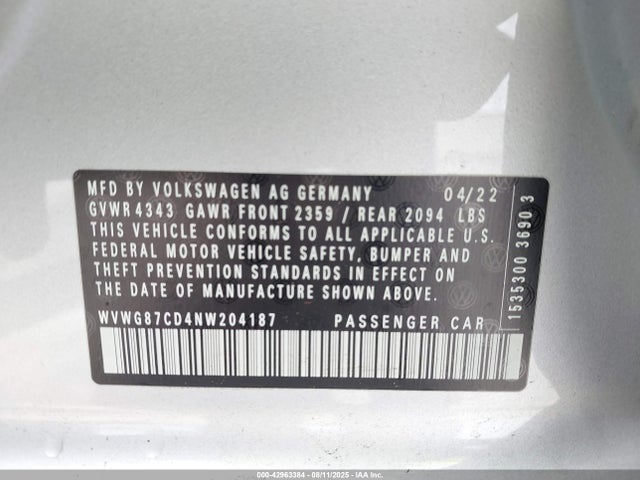 MFD BY VOLKSWAGEN AG GERMANY 04/22
GVWR 4343 GAWR FRONT 2359 / REAR 2094 LBS
THIS VEHICLE CONFORMS TO ALL APPLICABLE U.S.
FEDERAL MOTOR VEHICLE SAFETY, BUMPER AND
THEFT PREVENTION STANDARDS IN EFFECT ON
THE DATE OF MANUFACTURE SHOWN ABOVE.
WVWG87CD4NW204187 PASSENGER CAR
1535300 3690 3
000-42963384 - 08/11/2025 - IAAI.CA